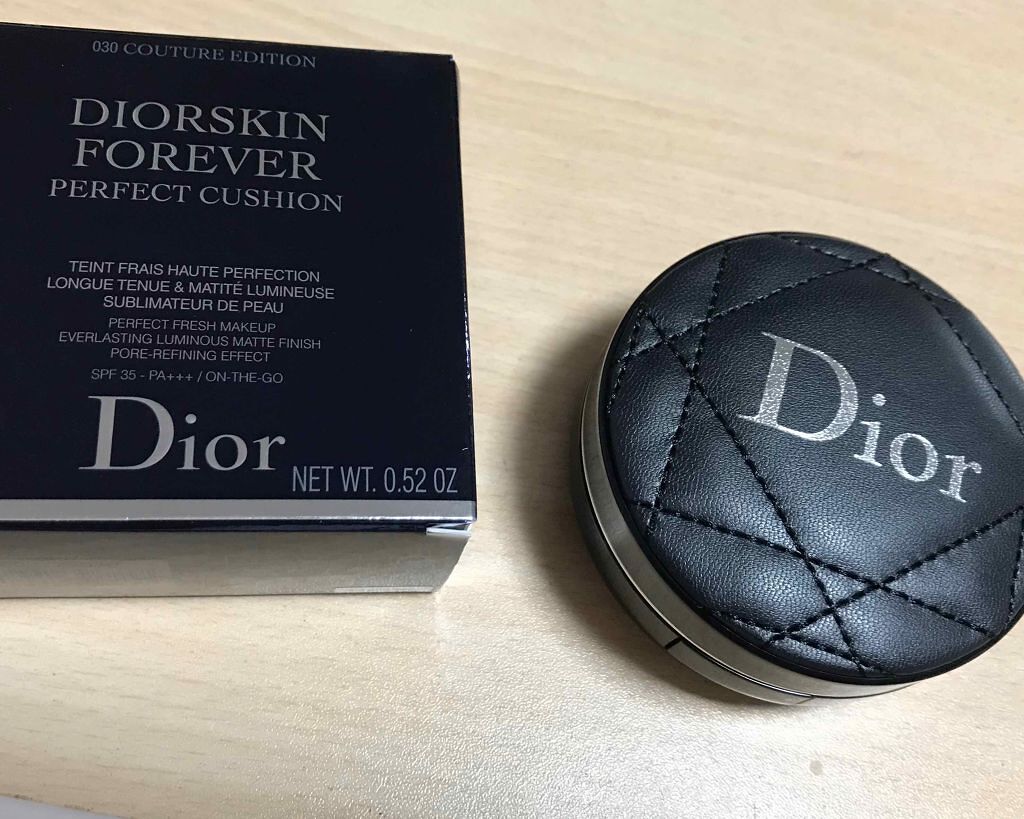 030 COUTURE EDITION
DIORSKIN
FOREVER
PERFECT CUSHION
TEINT FRAIS HAUTE PERFECTION
LONGUE TENUE & MATITÉ LUMINEUSE
SUBLIMATEUR DE PEAU
PERFECT FRESH MAKEUP
EVERLASTING LUMINOUS MATTE FINISH
PORE-REFINING EFFECT
SPF 35 - PA+++ / ON-THE-GO
Dior
NET WT. 0.52 OZ
Dior